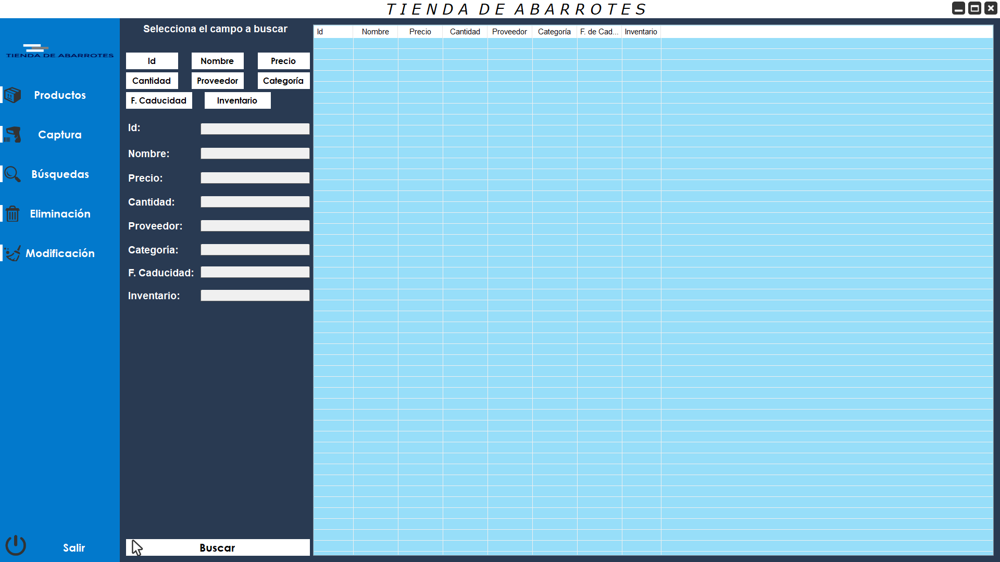 TIENDA DE ABARROTES
TIENDA DE ABARROTES
Productos
Captura
Búsquedas
Eliminación
Modificación
Salir
Selecciona el campo a buscar
Id Nombre Precio
Cantidad Proveedor Categoría
F. Caducidad Inventario
Id:
Nombre:
Precio:
Cantidad:
Proveedor:
Categoría:
F. Caducidad:
Inventario:
Buscar
Id Nombre Precio Cantidad Proveedor Categoría F. de Cad... Inventario